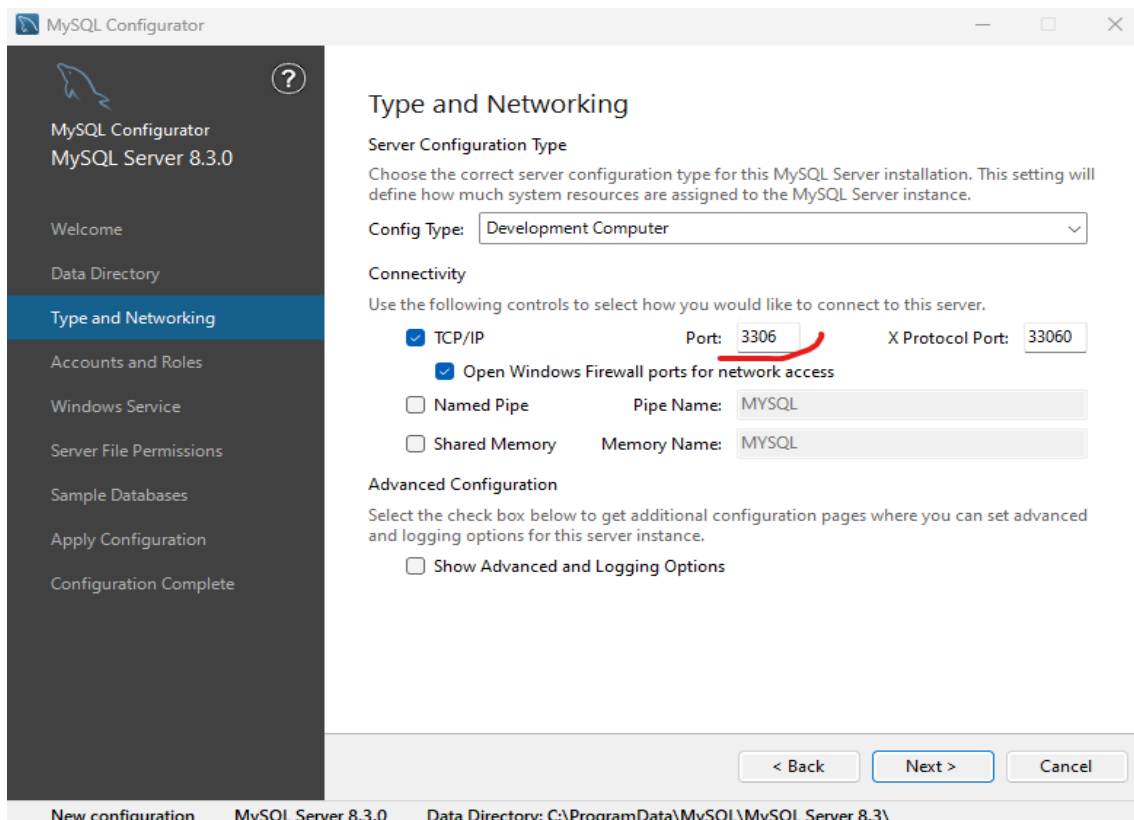 MySQL Configurator
?
MySQL Configurator
MySQL Server 8.3.0
Welcome
Data Directory
Type and Networking
Accounts and Roles
Windows Service
Server File Permissions
Sample Databases
Apply Configuration
Configuration Complete
Type and Networking
Server Configuration Type
Choose the correct server configuration type for this MySQL Server installation. This setting will
define how much system resources are assigned to the MySQL Server instance.
Config Type: Development Computer
Connectivity
Use the following controls to select how you would like to connect to this server.
TCP/IP Port: 3306 X Protocol Port: 33060
Open Windows Firewall ports for network access
Named Pipe Pipe Name: MYSQL
Shared Memory Memory Name: MYSQL
Advanced Configuration
Select the check box below to get additional configuration pages where you can set advanced
and logging options for this server instance.
Show Advanced and Logging Options
< Back Next > Cancel
New configuration MySQL Server 8.3.0 Data Directory: C:\ProgramData\MySQL\MySQL Server 8.3\